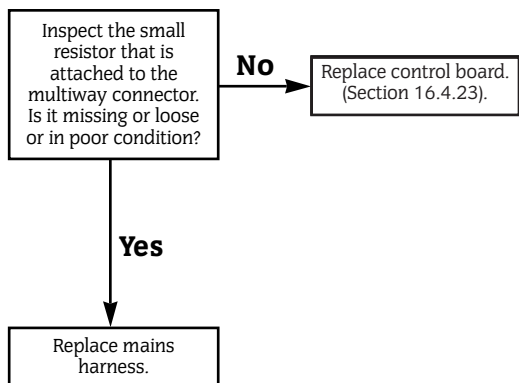 Inspect the small
resistor that is
attached to the
multiway connector.
Is it missing or loose
or in poor condition?
No
Replace control board.
(Section 16.4.23).
Yes
Replace mains
harness.